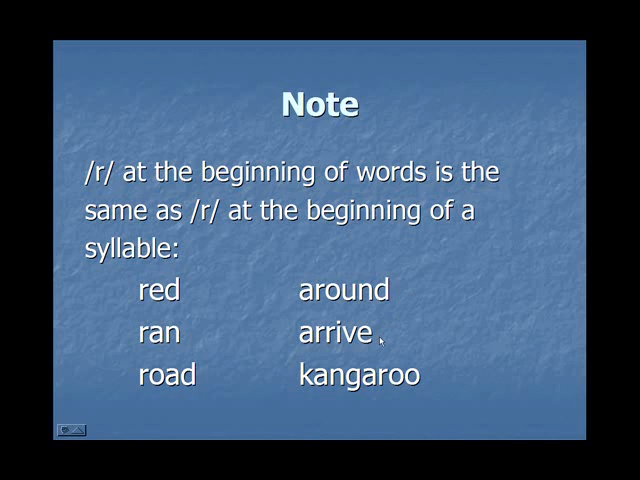 Note
/r/ at the beginning of words is the
same as /r/ at the beginning of a
syllable:
red around
ran arrive
road kangaroo